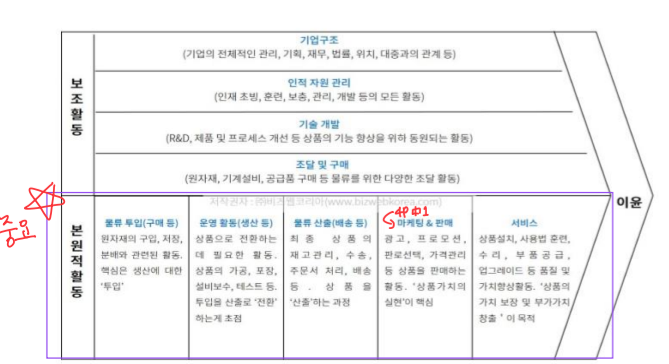 기업구조
(기업의 전체적인 관리, 기획, 재무, 법률, 위치, 대중과의 관계 등)
인적 자원 관리
(인재 초빙, 훈련, 보충, 관리, 개발 등의 모든 활동)
보조활동
기술 개발
(R&D, 제품 및 프로세스 개선 등 상품의 기능 향상을 위하 동원되는 활동)
조달 및 구매
(원자재, 기계설비, 공급품 구매 등 물류를 위한 다양한 조달 활동)
저작권자 : ㈜비즈웹코리아(www.bizwebkorea.com)
이윤
중요
본원적활동
물류 투입(구매 등)
원자재의 구입, 저장,
분배와 관련된 활동.
핵심은 생산에 대한
‘투입’
운영 활동(생산 등)
상품으로 전환하는
데 필요한 활동.
상품의 가공, 포장,
설비보수, 테스트 등.
투입을 산출로 ‘전환’
하는게 초점
물류 산출(배송 등)
최종 상품의
재고관리, 수송,
주문서 처리, 배송
등. 상품을
‘산출’하는 과정
4P中1
마케팅 & 판매
광고, 프로모션,
판로선택, 가격관리
등 상품을 판매하는
활동. ‘상품가치의
실현’이 핵심
서비스
상품설치, 사용법 훈련,
수리, 부품공급,
업그레이드 등 품질 및
가치향상활동. ‘상품의
가치 보장 및 부가가치
창출 ’ 이 목적